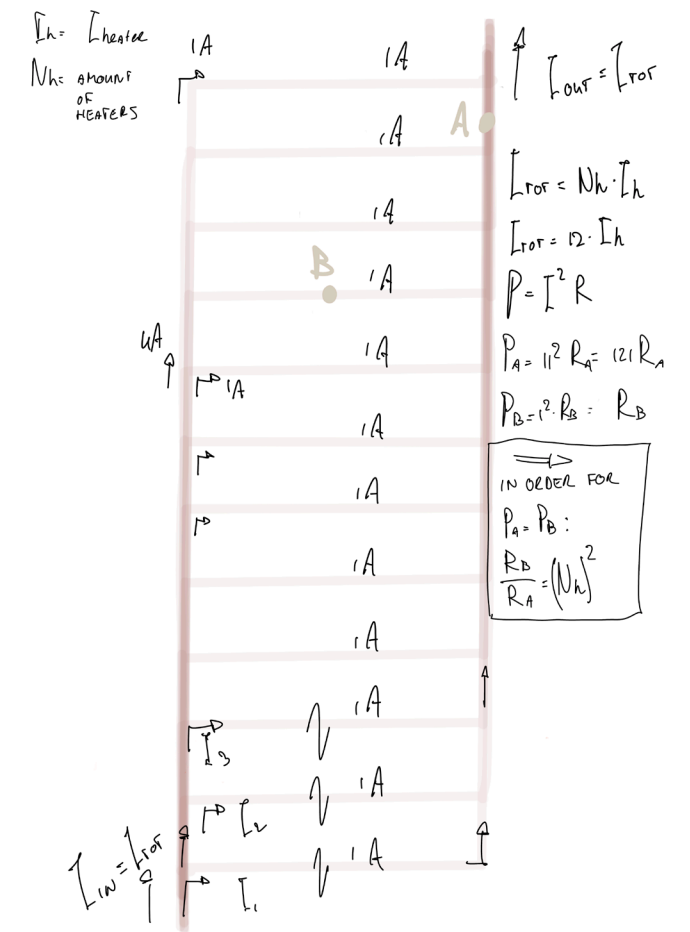 Ih = Iheater
Nh = AMOUNT
OF
HEATERS
1A
1A
Iout = Itot
A
1A
Itot = Nh · Ih
1A
Itot = 12 · Ih
B
1A
P = I² R
4A
1A
PA = 11² RA = 121 RA
1A
PB = 1² · RB = RB
1A
⟹
IN ORDER FOR
1A
PA = PB :
RB/RA = (Nh)²
1A
1A
1A
I3
1A
I2
Iin = Itot
1A
I1